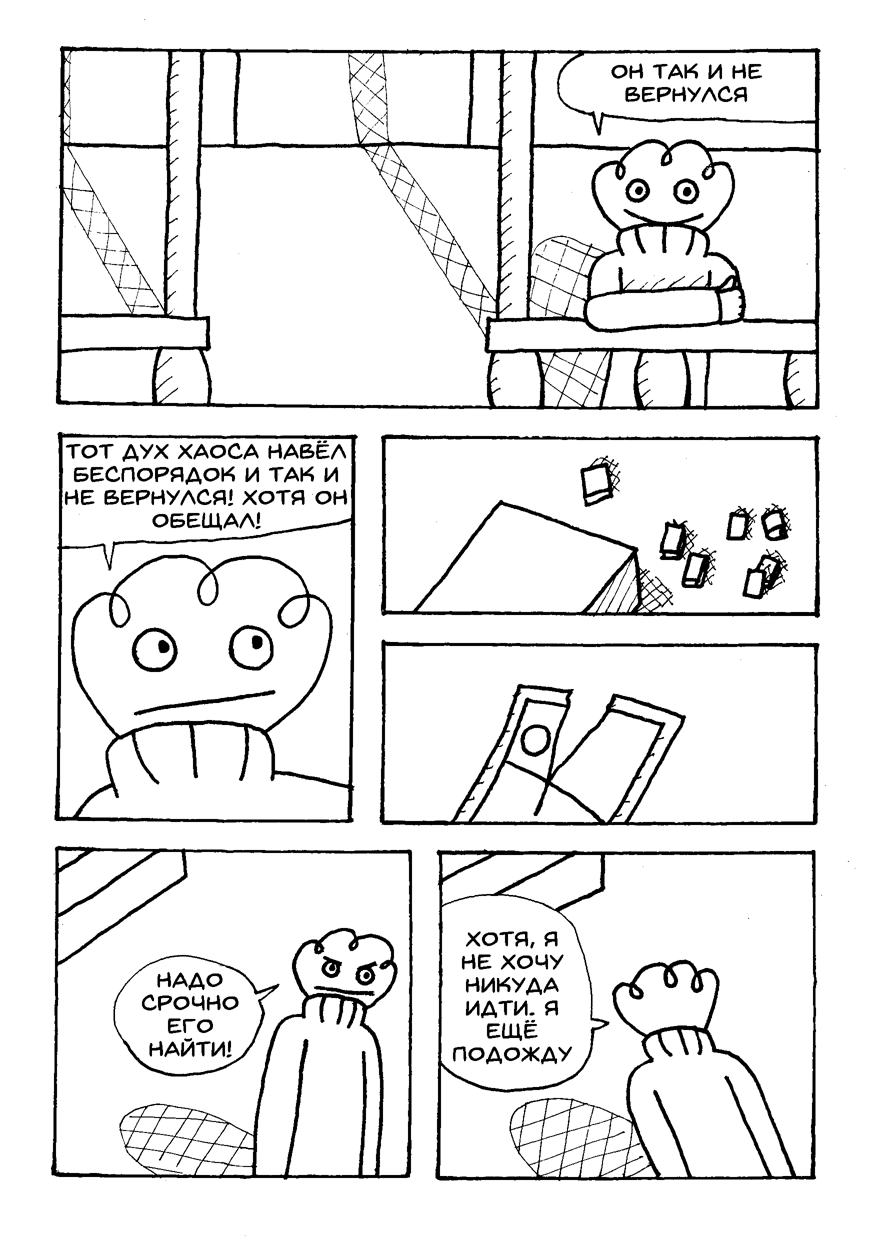 ОН ТАК И НЕ
ВЕРНУЛСЯ
ТОТ ДУХ ХАОСА НАВЁЛ
БЕСПОРЯДОК И ТАК И
НЕ ВЕРНУЛСЯ! ХОТЯ ОН
ОБЕЩАЛ!
НАДО
СРОЧНО
ЕГО
НАЙТИ!
ХОТЯ, Я
НЕ ХОЧУ
НИКУДА
ИДТИ. Я
ЕЩЁ
ПОДОЖДУ